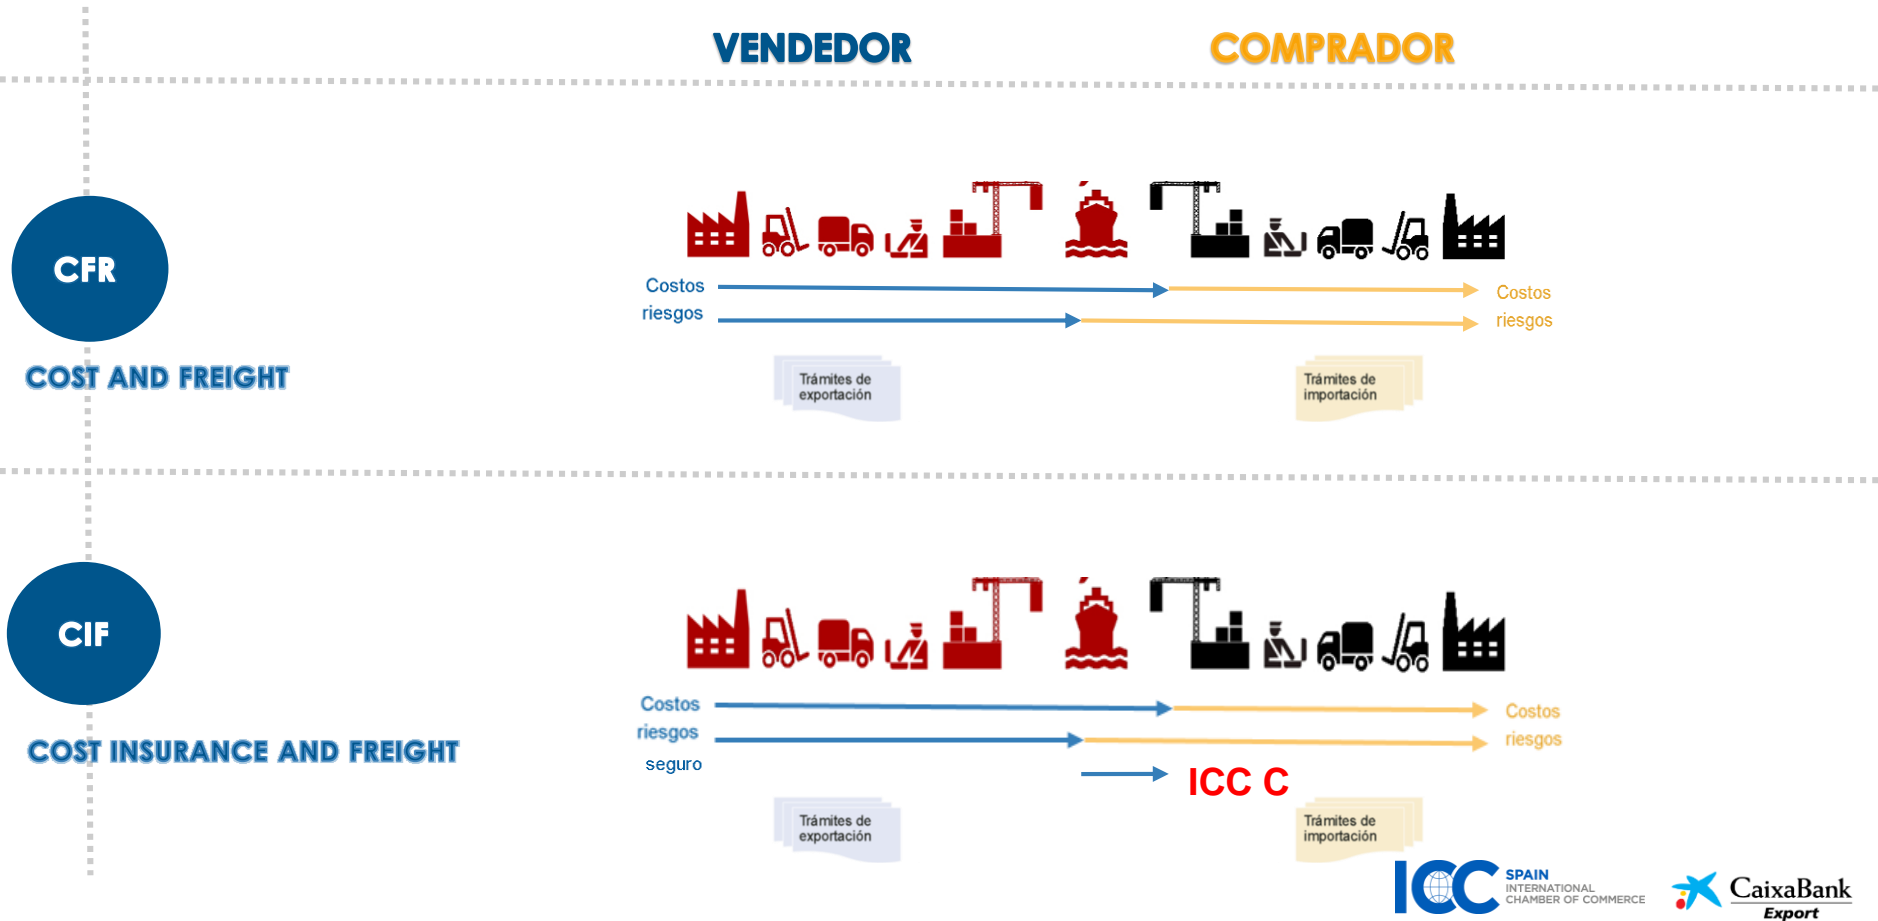 VENDEDOR
COMPRADOR
CFR
COST AND FREIGHT
Costos
riesgos
Costos
riesgos
Trámites de
exportación
Trámites de
importación
CIF
COST INSURANCE AND FREIGHT
Costos
riesgos
seguro
Costos
riesgos
ICC C
Trámites de
exportación
Trámites de
importación
ICC
SPAIN
INTERNATIONAL
CHAMBER OF COMMERCE
CaixaBank
Export